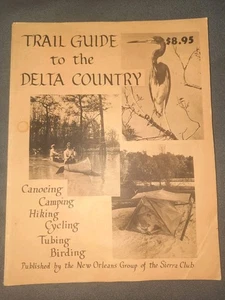 TRAIL GUIDE
to the
DELTA COUNTRY
$8.95
Canoeing
Camping
Hiking
Cycling
Tubing
Birding
Published by the New Orleans Group of the Sierra Club